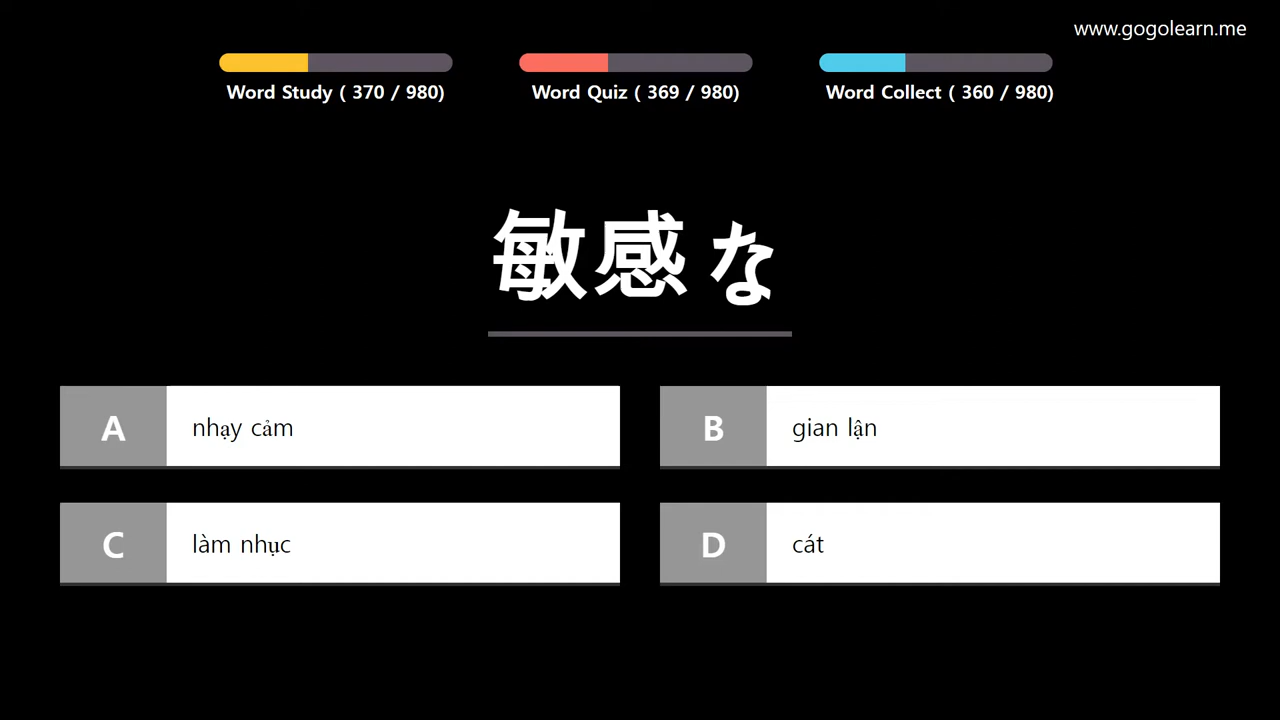 www.gogolearn.me
Word Study ( 370 / 980)
Word Quiz ( 369 / 980)
Word Collect ( 360 / 980)
敏感な
A nhạy cảm
B gian lận
C làm nhục
D cát